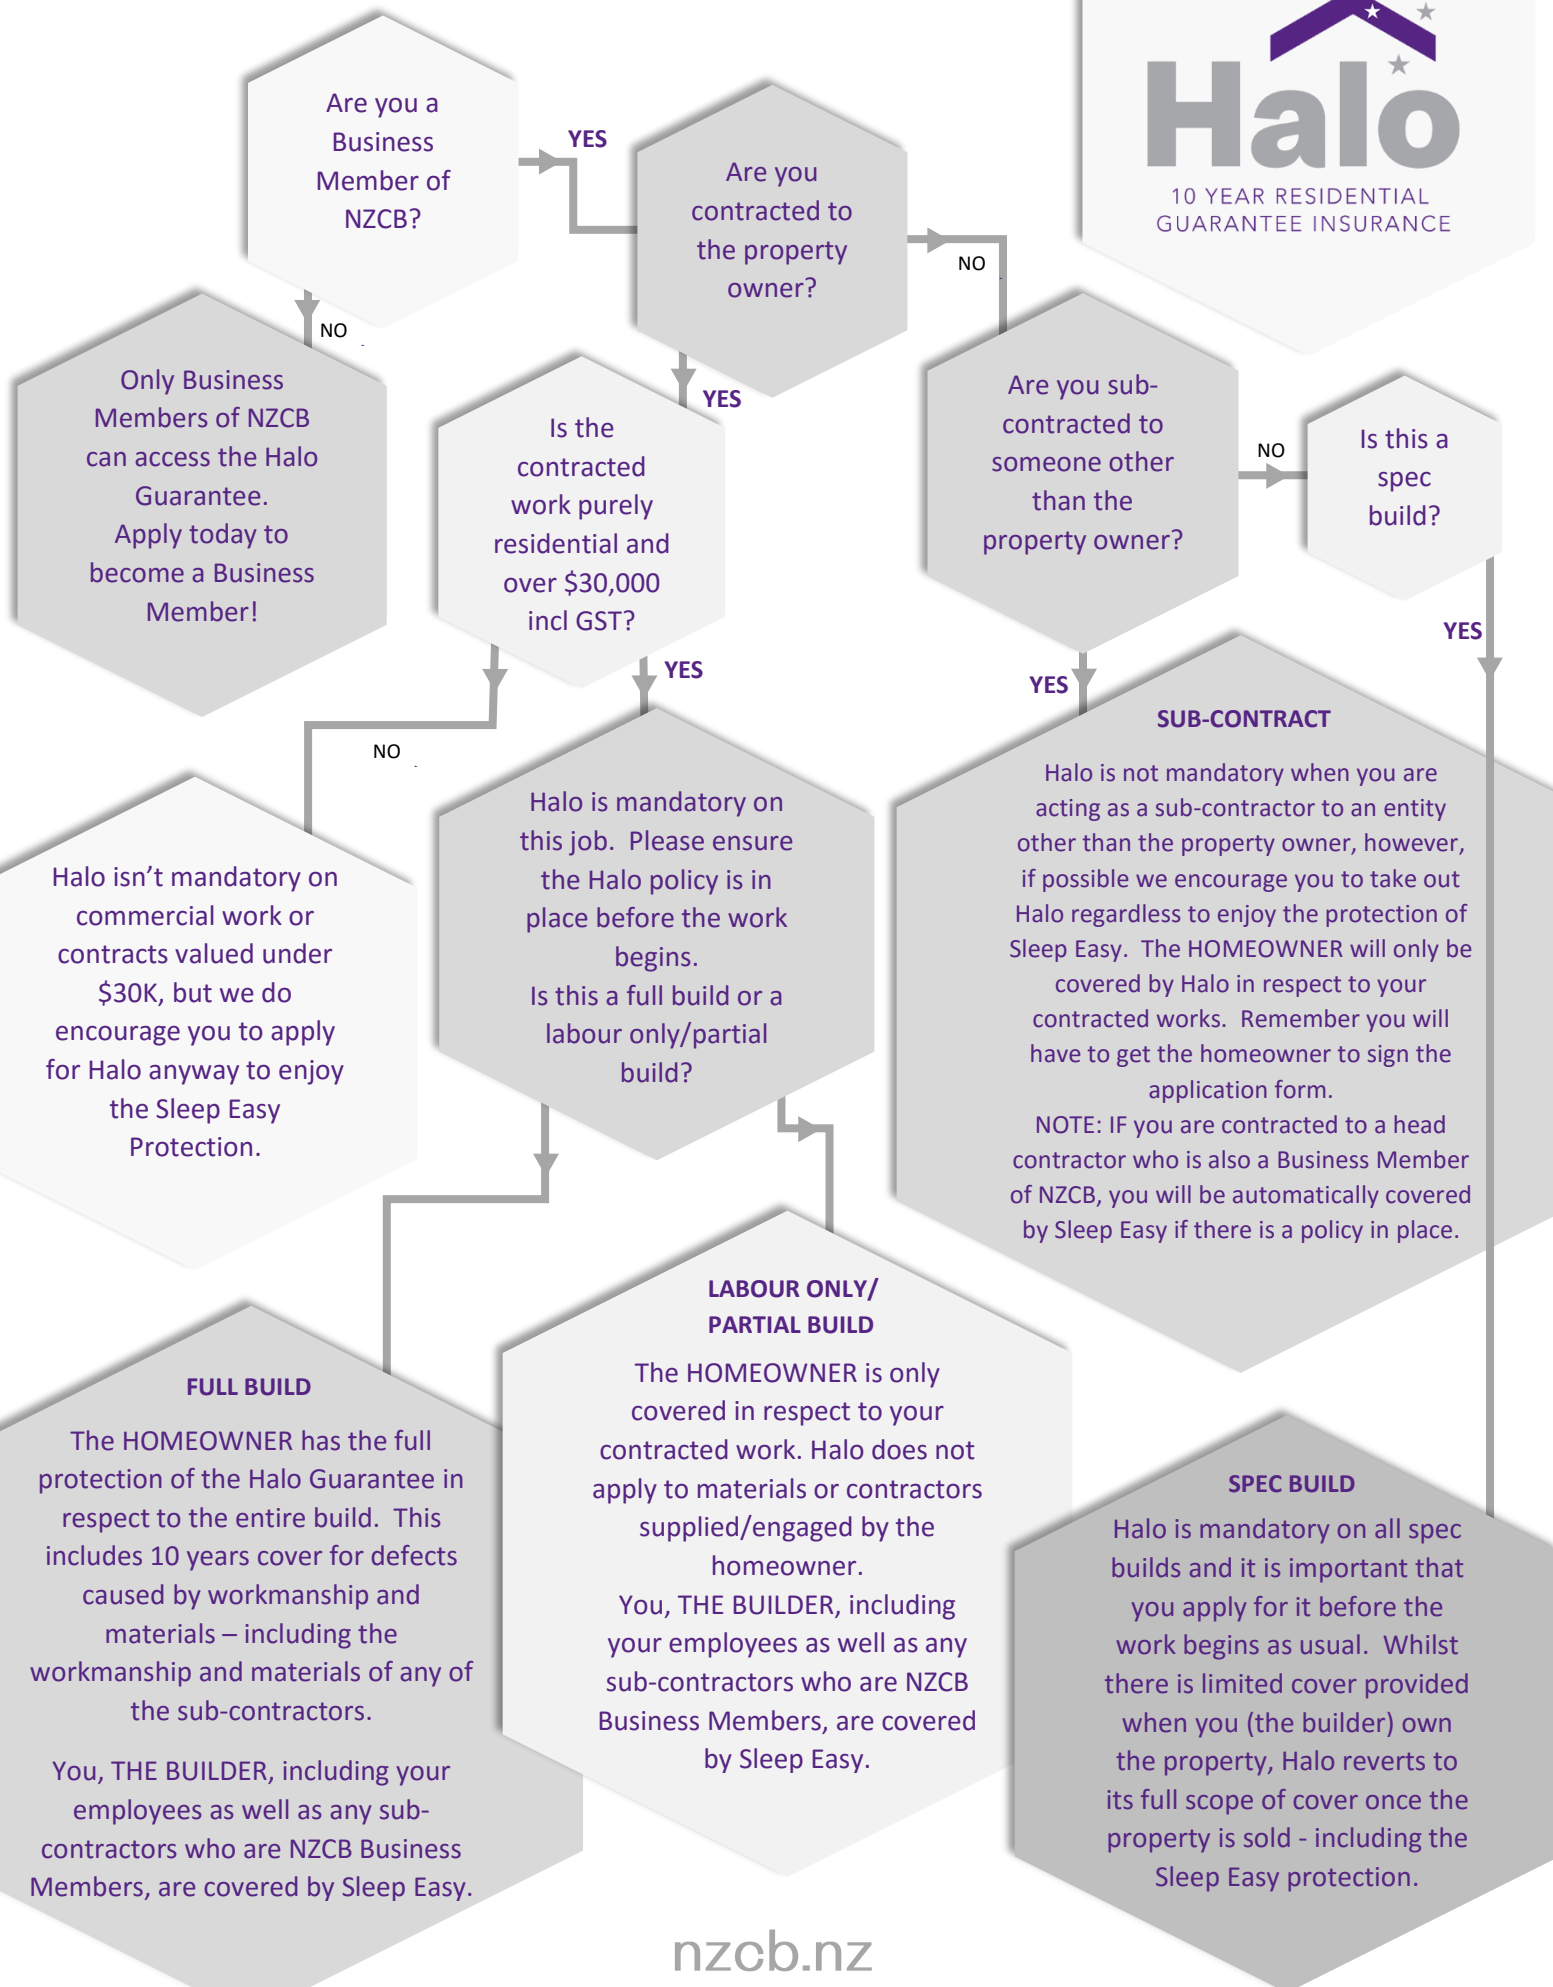 Halo
10 YEAR RESIDENTIAL
GUARANTEE INSURANCE
Are you a
Business
Member of
NZCB?
YES
NO
Are you
contracted to
the property
owner?
NO
YES
Only Business
Members of NZCB
can access the Halo
Guarantee.
Apply today to
become a Business
Member!
Is the
contracted
work purely
residential and
over $30,000
incl GST?
Are you sub-
contracted to
someone other
than the
property owner?
NO
Is this a
spec
build?
YES
YES
YES
NO
Halo isn’t mandatory on
commercial work or
contracts valued under
$30K, but we do
encourage you to apply
for Halo anyway to enjoy
the Sleep Easy
Protection.
Halo is mandatory on
this job.  Please ensure
the Halo policy is in
place before the work
begins.
Is this a full build or a
labour only/partial
build?
SUB-CONTRACT
Halo is not mandatory when you are
acting as a sub-contractor to an entity
other than the property owner, however,
if possible we encourage you to take out
Halo regardless to enjoy the protection of
Sleep Easy.  The HOMEOWNER will only be
covered by Halo in respect to your
contracted works.  Remember you will
have to get the homeowner to sign the
application form.
NOTE: IF you are contracted to a head
contractor who is also a Business Member
of NZCB, you will be automatically covered
by Sleep Easy if there is a policy in place.
FULL BUILD
The HOMEOWNER has the full
protection of the Halo Guarantee in
respect to the entire build.  This
includes 10 years cover for defects
caused by workmanship and
materials – including the
workmanship and materials of any of
the sub-contractors.
You, THE BUILDER, including your
employees as well as any sub-
contractors who are NZCB Business
Members, are covered by Sleep Easy.
LABOUR ONLY/
PARTIAL BUILD
The HOMEOWNER is only
covered in respect to your
contracted work. Halo does not
apply to materials or contractors
supplied/engaged by the
homeowner.
You, THE BUILDER, including
your employees as well as any
sub-contractors who are NZCB
Business Members, are covered
by Sleep Easy.
SPEC BUILD
Halo is mandatory on all spec
builds and it is important that
you apply for it before the
work begins as usual.  Whilst
there is limited cover provided
when you (the builder) own
the property, Halo reverts to
its full scope of cover once the
property is sold - including the
Sleep Easy protection.
nzcb.nz